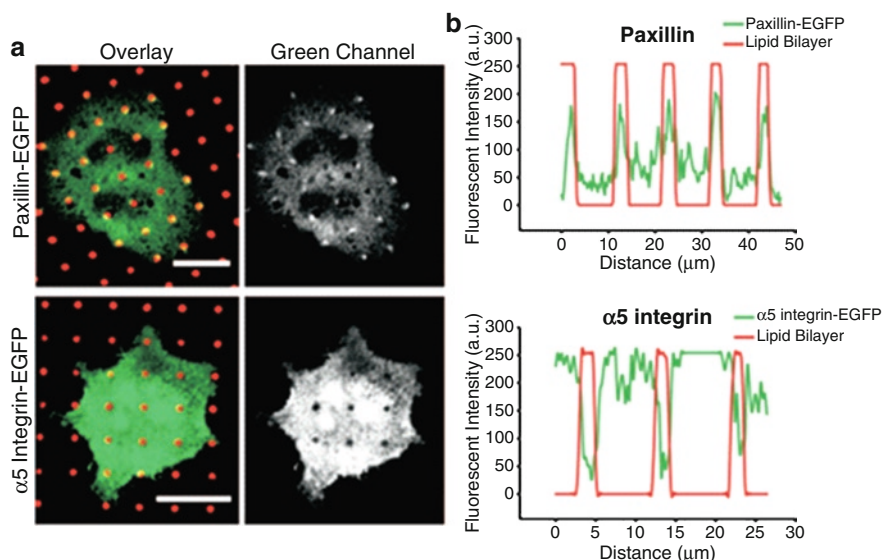 a
Overlay
Green Channel
Paxillin-EGFP
α5 Integrin-EGFP
b
Paxillin
Paxillin-EGFP
Lipid Bilayer
Fluorescent Intensity (a.u.)
300
250
200
150
100
50
0
0 10 20 30 40 50
Distance (μm)
α5 integrin
α5 integrin-EGFP
Lipid Bilayer
Fluorescent Intensity (a.u.)
300
250
200
150
100
50
0
0 5 10 15 20 25 30
Distance (μm)